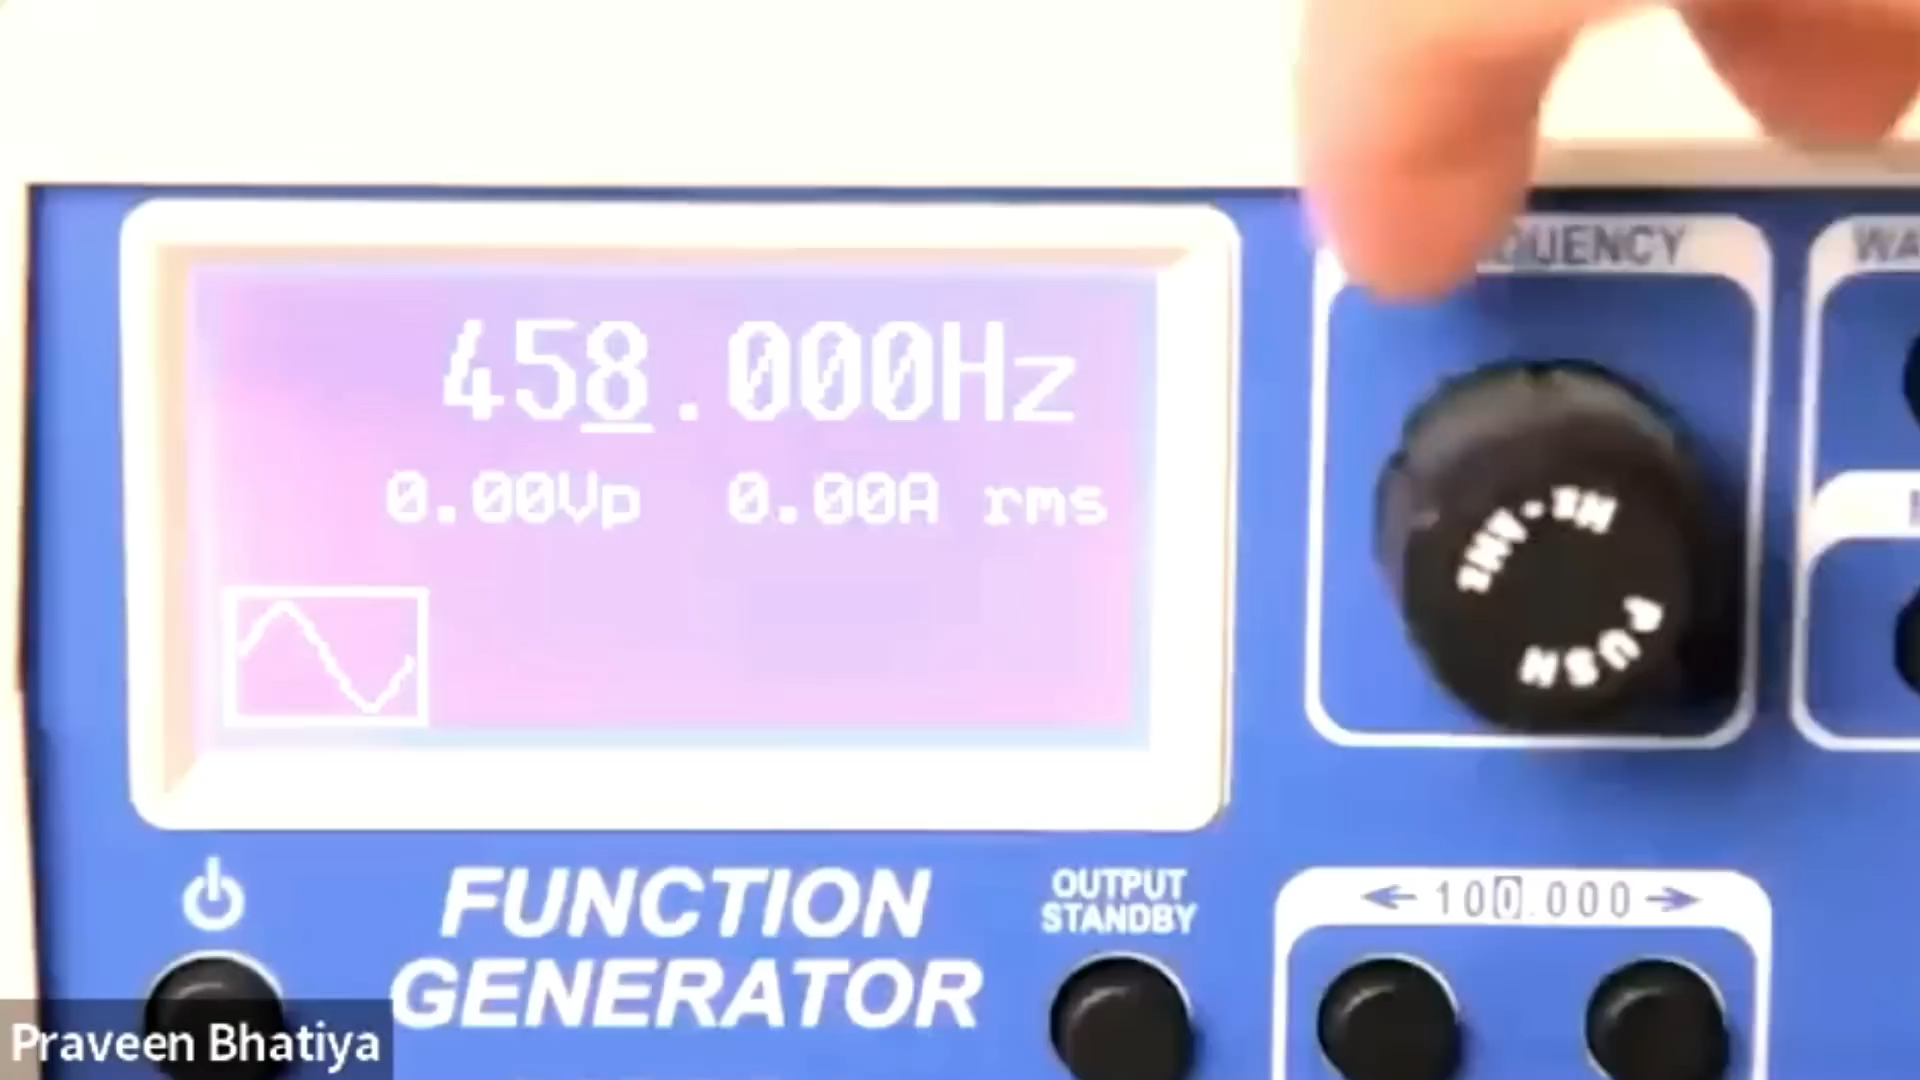 QUENCY
WA
458.000Hz
0.00Vp 0.00A rms
PUSH
100.000
FUNCTION
GENERATOR
OUTPUT
STANDBY
Praveen Bhatiya